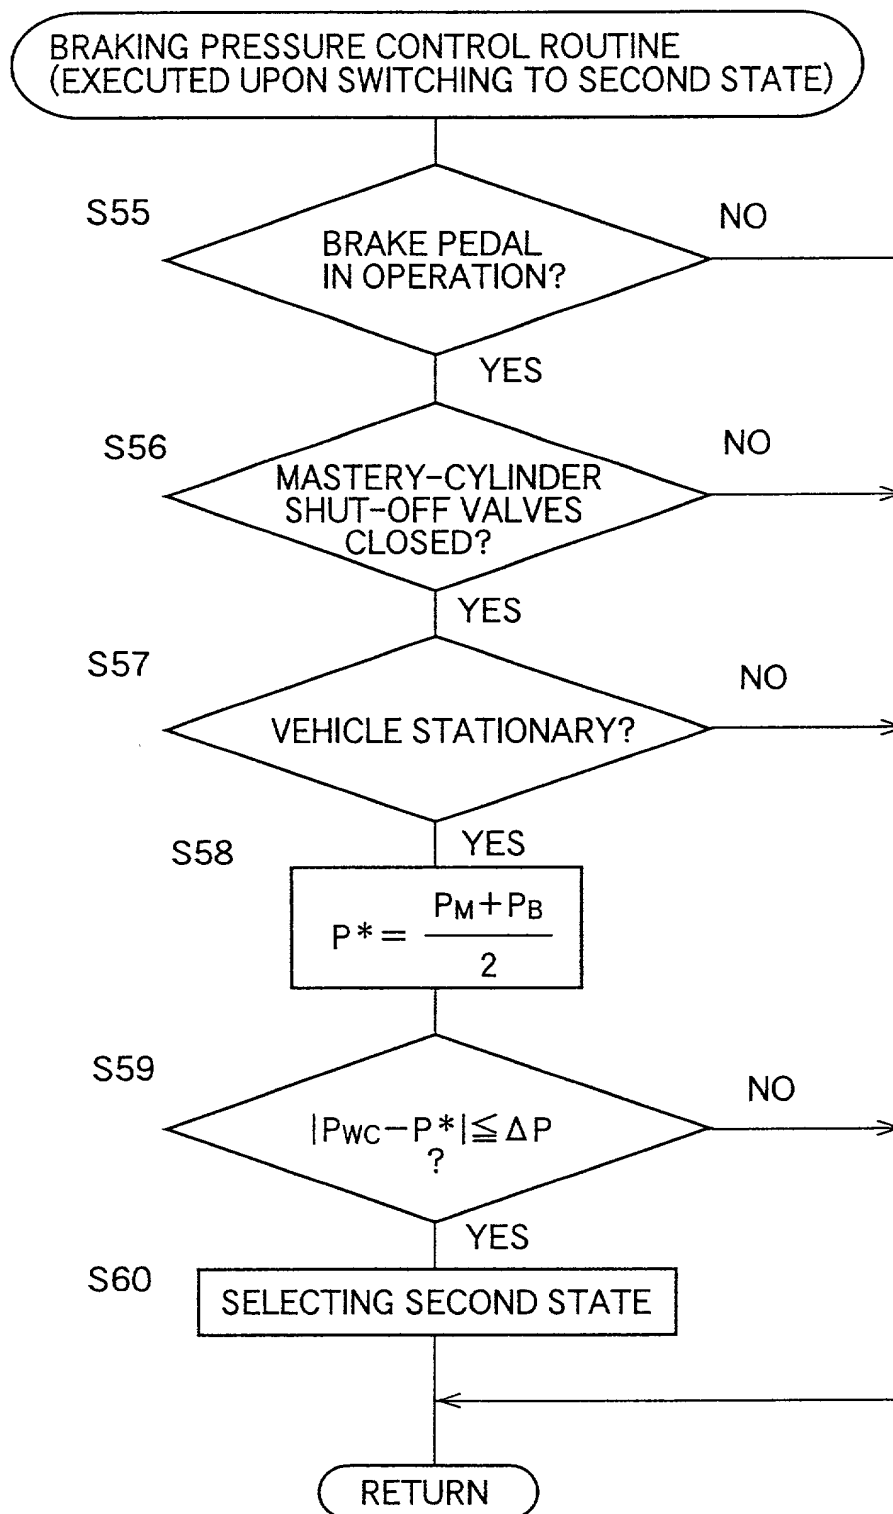 BRAKING PRESSURE CONTROL ROUTINE
(EXECUTED UPON SWITCHING TO SECOND STATE)
S55
NO
BRAKE PEDAL
IN OPERATION?
YES
S56
NO
MASTERY-CYLINDER
SHUT-OFF VALVES
CLOSED?
YES
S57
NO
VEHICLE STATIONARY?
YES
S58
P* = (PM+PB)/2
S59
NO
|PWC-P*|≦ΔP
?
YES
S60
SELECTING SECOND STATE
RETURN